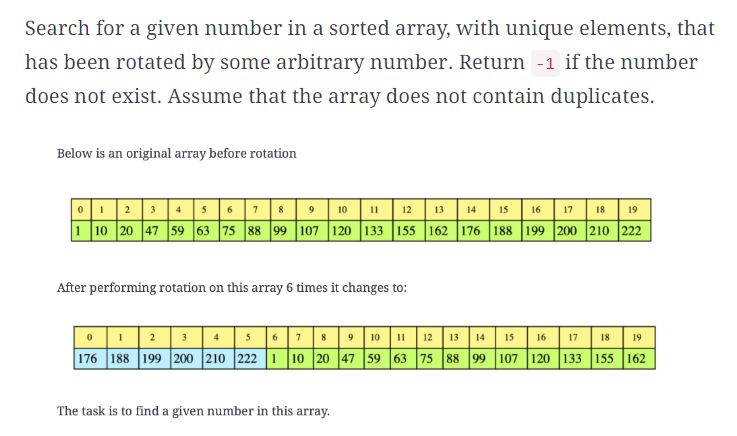 Search for a given number in a sorted array, with unique elements, that
has been rotated by some arbitrary number. Return -1 if the number
does not exist. Assume that the array does not contain duplicates.
Below is an original array before rotation
0 1 2 3 4 5 6 7 8 9 10 11 12 13 14 15 16 17 18 19
1 10 20 47 59 63 75 88 99 107 120 133 155 162 176 188 199 200 210 222
After performing rotation on this array 6 times it changes to:
0 1 2 3 4 5 6 7 8 9 10 11 12 13 14 15 16 17 18 19
176 188 199 200 210 222 1 10 20 47 59 63 75 88 99 107 120 133 155 162
The task is to find a given number in this array.